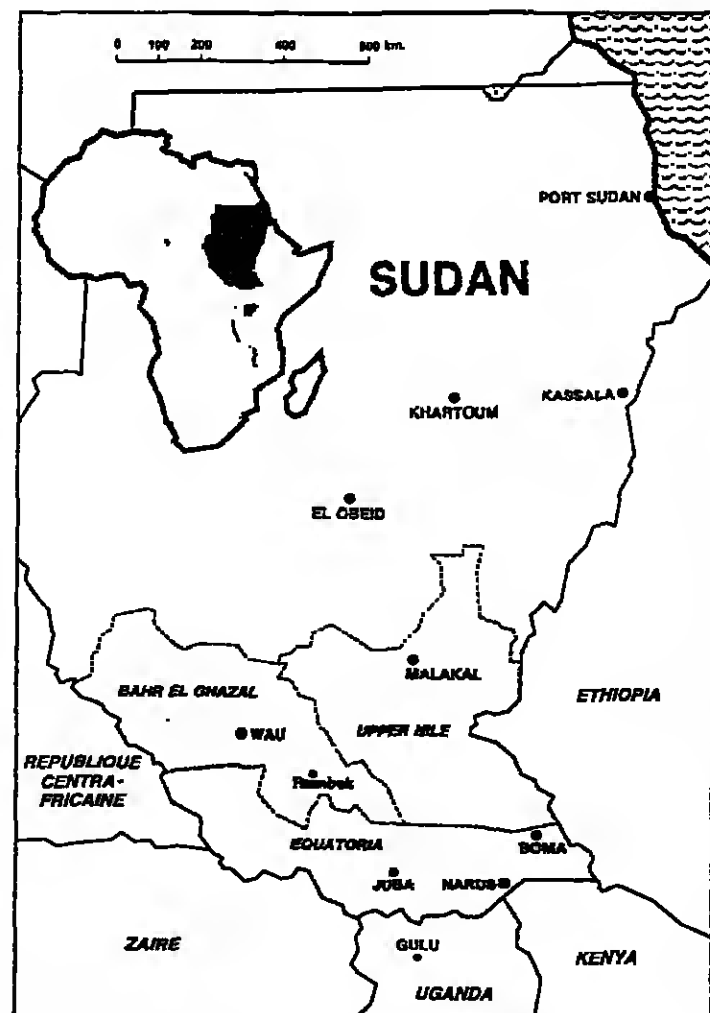 0 100 200 400 600 km.
PORT SUDAN
SUDAN
KHARTOUM
KASSALA
EL OBEID
MALAKAL
BAHR EL GHAZAL
ETHIOPIA
WAU
UPPER NILE
REPUBLIQUE
CENTRA-
FRICAINE
Rumbek
EQUATORIA
BOMA
JUBA
NARUS
ZAIRE
GULU
KENYA
UGANDA